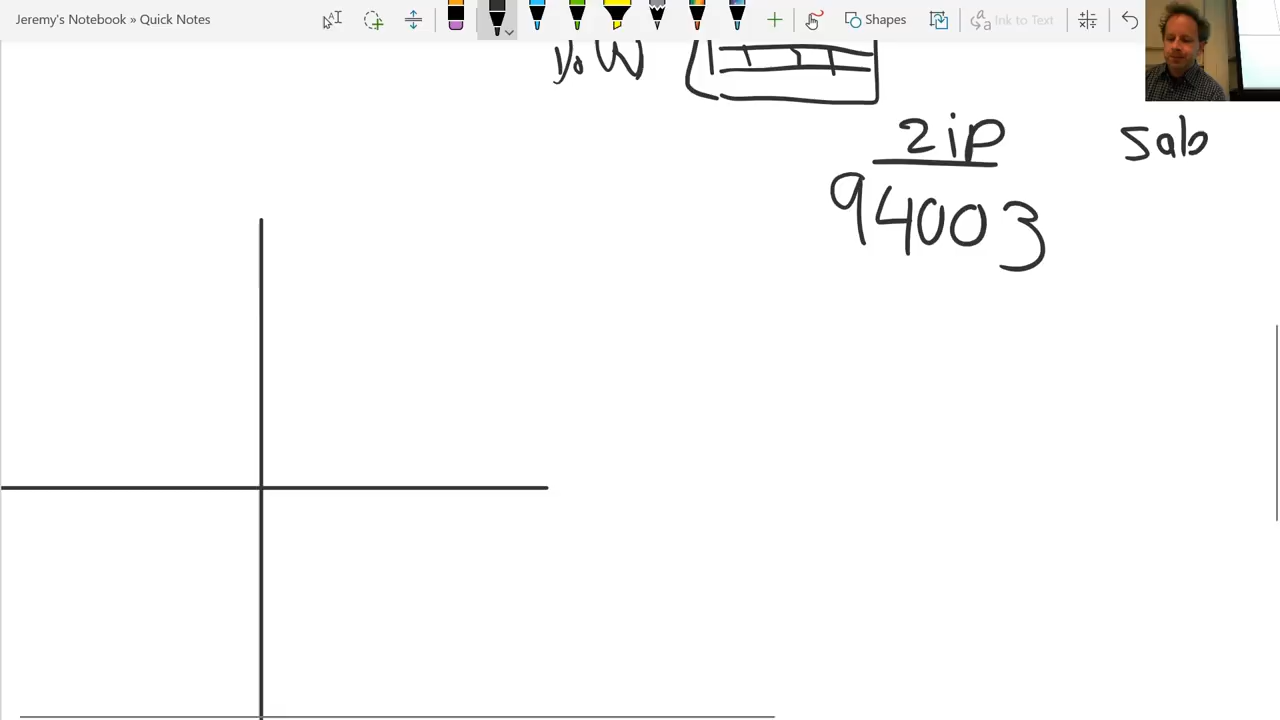 Jeremy's Notebook » Quick Notes
Shapes
Ink to Text
zip
sab
94003